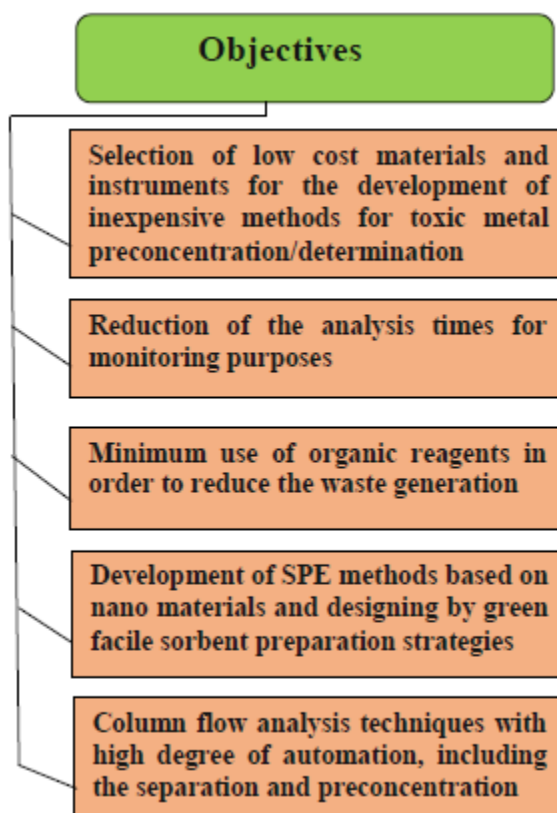 Objectives
Selection of low cost materials and
instruments for the development of
inexpensive methods for toxic metal
preconcentration/determination
Reduction of the analysis times for
monitoring purposes
Minimum use of organic reagents in
order to reduce the waste generation
Development of SPE methods based on
nano materials and designing by green
facile sorbent preparation strategies
Column flow analysis techniques with
high degree of automation, including
the separation and preconcentration